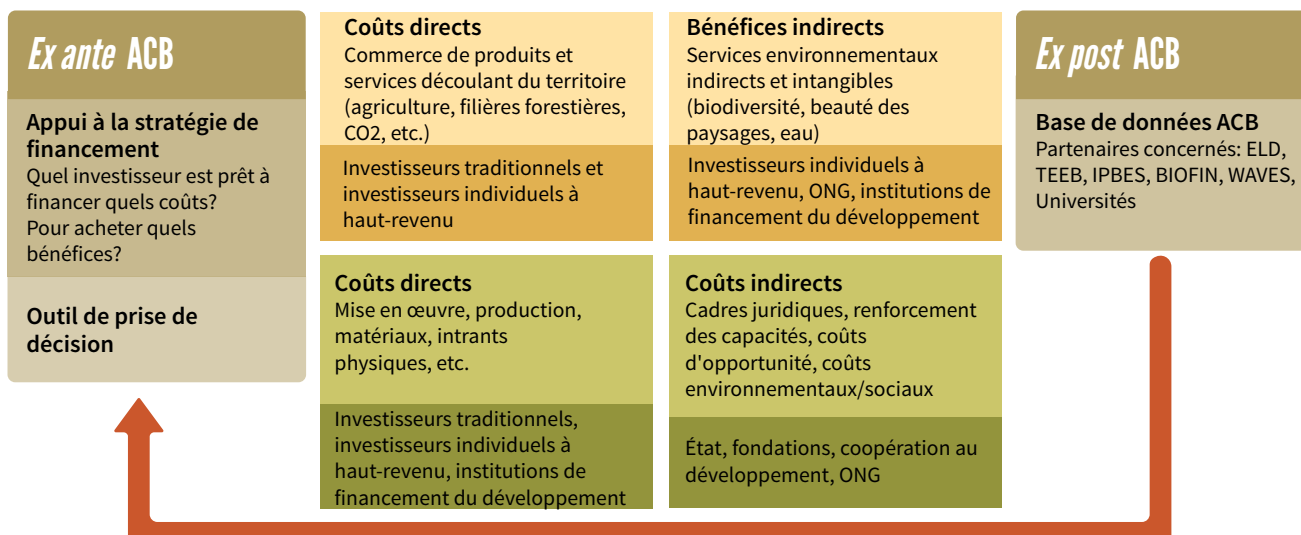 Ex ante ACB
Appui à la stratégie de
financement
Quel investisseur est prêt à
financer quels coûts?
Pour acheter quels
bénéfices?
Outil de prise de
décision
Coûts directs
Commerce de produits et
services découlant du territoire
(agriculture, filières forestières,
CO2, etc.)
Investisseurs traditionnels et
investisseurs individuels à
haut-revenu
Bénéfices indirects
Services environnementaux
indirects et intangibles
(biodiversité, beauté des
paysages, eau)
Investisseurs individuels à
haut-revenu, ONG, institutions de
financement du développement
Coûts directs
Mise en œuvre, production,
matériaux, intrants
physiques, etc.
Investisseurs traditionnels,
investisseurs individuels à
haut-revenu, institutions de
financement du développement
Coûts indirects
Cadres juridiques, renforcement
des capacités, coûts
d'opportunité, coûts
environnementaux/sociaux
État, fondations, coopération au
développement, ONG
Ex post ACB
Base de données ACB
Partenaires concernés: ELD,
TEEB, IPBES, BIOFIN, WAVES,
Universités